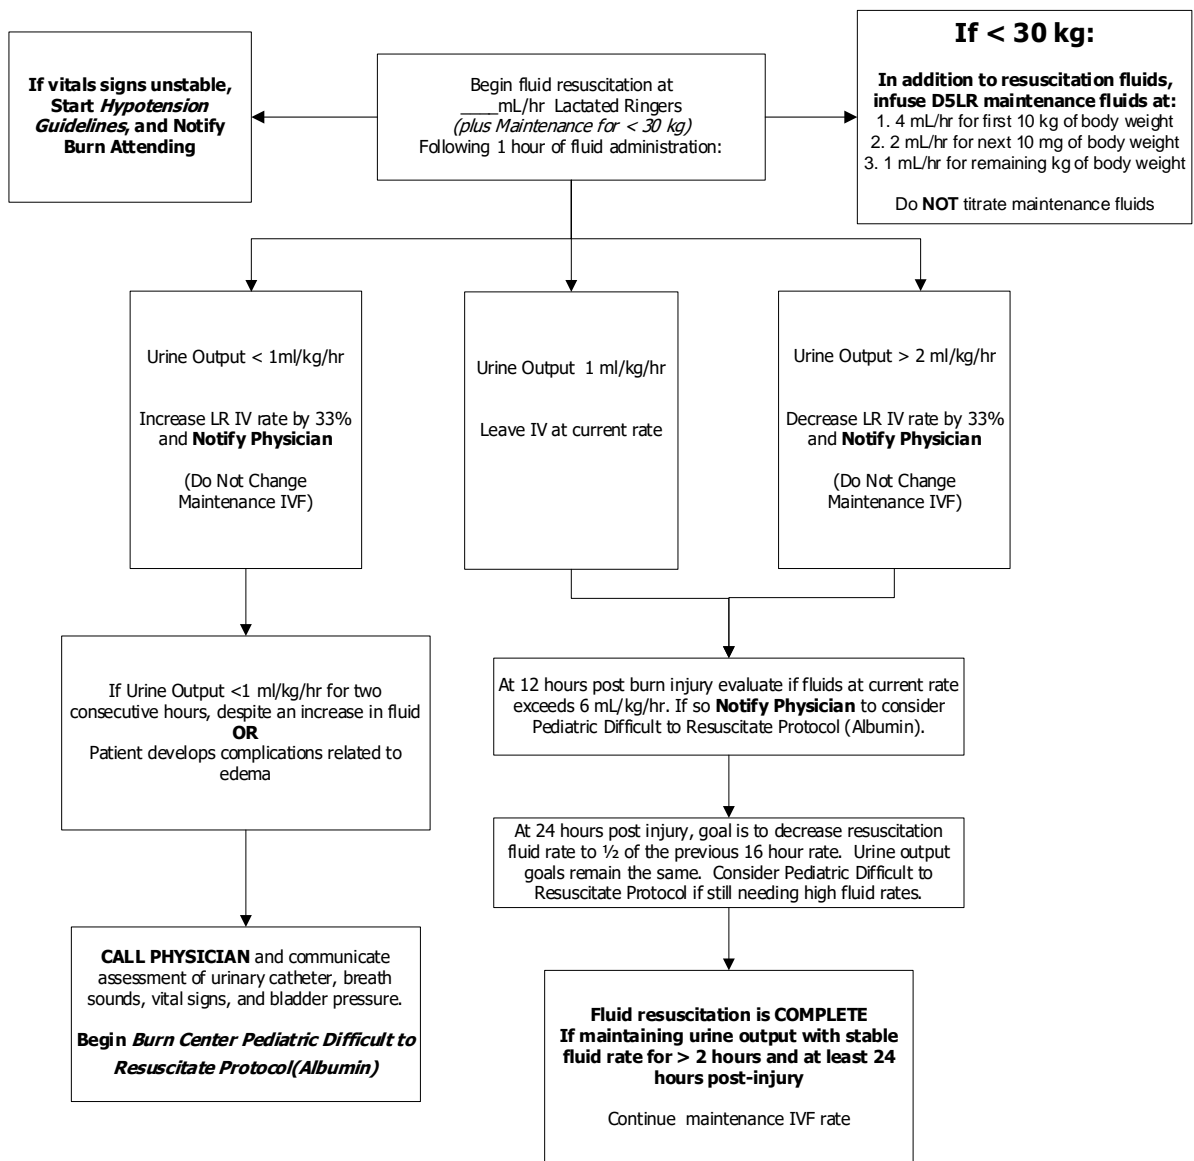 If vitals signs unstable,
Start Hypotension
Guidelines, and Notify
Burn Attending
Begin fluid resuscitation at
____mL/hr Lactated Ringers
(plus Maintenance for < 30 kg)
Following 1 hour of fluid administration:
If < 30 kg:
In addition to resuscitation fluids,
infuse D5LR maintenance fluids at:
1. 4 mL/hr for first 10 kg of body weight
2. 2 mL/hr for next 10 mg of body weight
3. 1 mL/hr for remaining kg of body weight
Do NOT titrate maintenance fluids
Urine Output < 1ml/kg/hr
Increase LR IV rate by 33%
and Notify Physician
(Do Not Change
Maintenance IVF)
Urine Output 1 ml/kg/hr
Leave IV at current rate
Urine Output > 2 ml/kg/hr
Decrease LR IV rate by 33%
and Notify Physician
(Do Not Change
Maintenance IVF)
If Urine Output <1 ml/kg/hr for two
consecutive hours, despite an increase in fluid
OR
Patient develops complications related to
edema
CALL PHYSICIAN and communicate
assessment of urinary catheter, breath
sounds, vital signs, and bladder pressure.
Begin Burn Center Pediatric Difficult to
Resuscitate Protocol(Albumin)
At 12 hours post burn injury evaluate if fluids at current rate
exceeds 6 mL/kg/hr. If so Notify Physician to consider
Pediatric Difficult to Resuscitate Protocol (Albumin).
At 24 hours post injury, goal is to decrease resuscitation
fluid rate to ½ of the previous 16 hour rate. Urine output
goals remain the same. Consider Pediatric Difficult to
Resuscitate Protocol if still needing high fluid rates.
Fluid resuscitation is COMPLETE
If maintaining urine output with stable
fluid rate for > 2 hours and at least 24
hours post-injury
Continue maintenance IVF rate